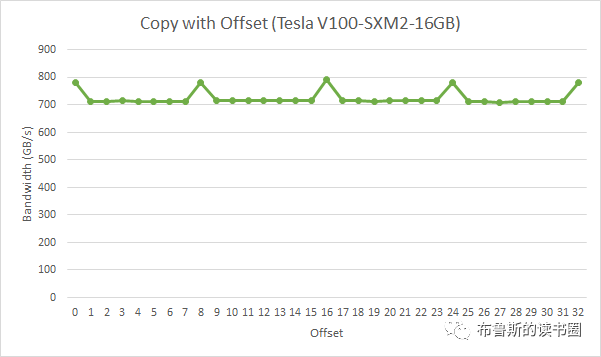 Copy with Offset (Tesla V100-SXM2-16GB)
900
800
700
600
500
400
300
200
100
0
Bandwidth (GB/s)
0 1 2 3 4 5 6 7 8 9 10 11 12 13 14 15 16 17 18 19 20 21 22 23 24 25 26 27 28 29 30 31 32
Offset
布鲁斯的读书圈